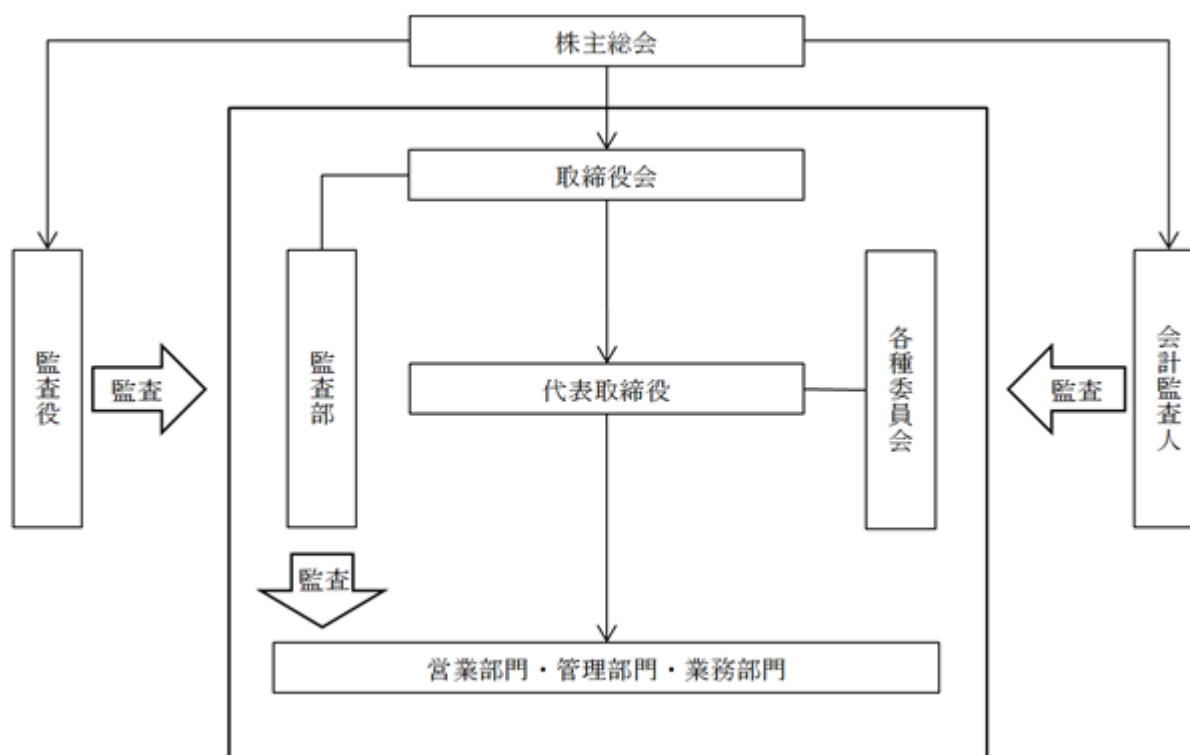 株主総会
取締役会
監査役
監査
監査部
代表取締役
各種委員会
監査
会計監査人
監査
営業部門・管理部門・業務部門